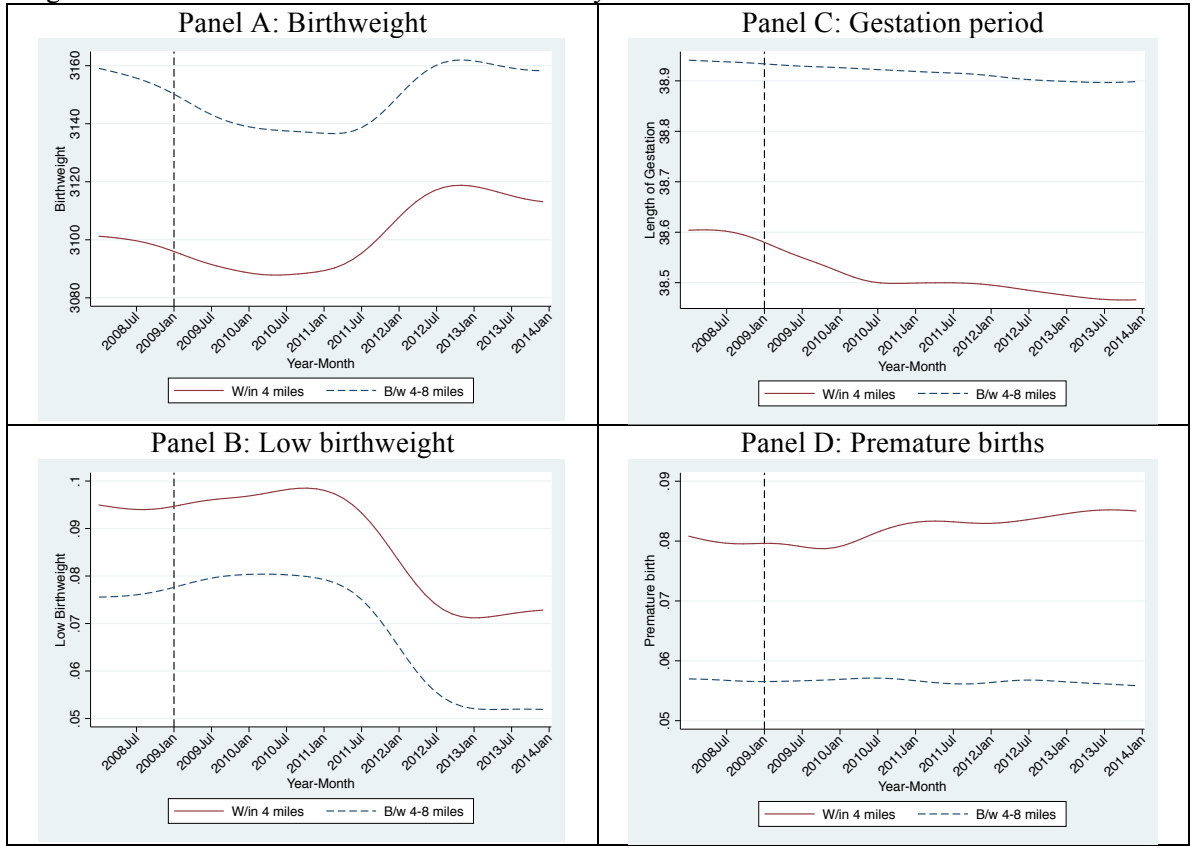 Panel A: Birthweight
3160
3140
3120
3100
3080
Birthweight
2008Jul 2009Jan 2009Jul 2010Jan 2010Jul 2011Jan 2011Jul 2012Jan 2012Jul 2013Jan 2013Jul 2014Jan
Year-Month
W/in 4 miles B/w 4-8 miles
Panel C: Gestation period
38.9
38.8
38.7
38.6
38.5
Length of Gestation
2008Jul 2009Jan 2009Jul 2010Jan 2010Jul 2011Jan 2011Jul 2012Jan 2012Jul 2013Jan 2013Jul 2014Jan
Year-Month
W/in 4 miles B/w 4-8 miles
Panel B: Low birthweight
.1
.09
.08
.07
.06
.05
Low Birthweight
2008Jul 2009Jan 2009Jul 2010Jan 2010Jul 2011Jan 2011Jul 2012Jan 2012Jul 2013Jan 2013Jul 2014Jan
Year-Month
W/in 4 miles B/w 4-8 miles
Panel D: Premature births
.09
.08
.07
.06
.05
Premature birth
2008Jul 2009Jan 2009Jul 2010Jan 2010Jul 2011Jan 2011Jul 2012Jan 2012Jul 2013Jan 2013Jul 2014Jan
Year-Month
W/in 4 miles B/w 4-8 miles